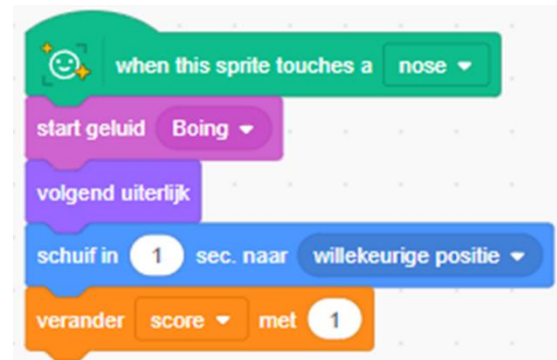 when this sprite touches a nose
start geluid Boing
volgend uiterlijk
schuif in 1 sec. naar willekeurige positie
verander score met 1